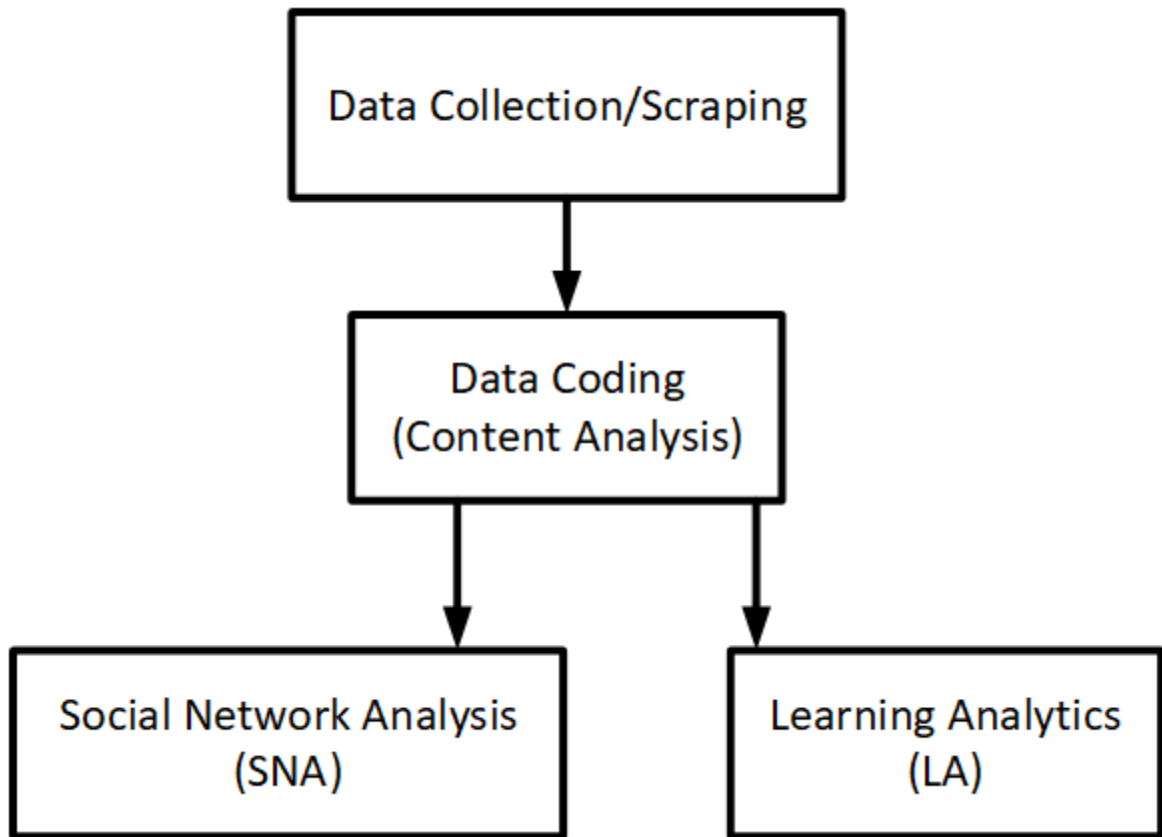 Data Collection/Scraping
Data Coding
(Content Analysis)
Social Network Analysis
(SNA)
Learning Analytics
(LA)